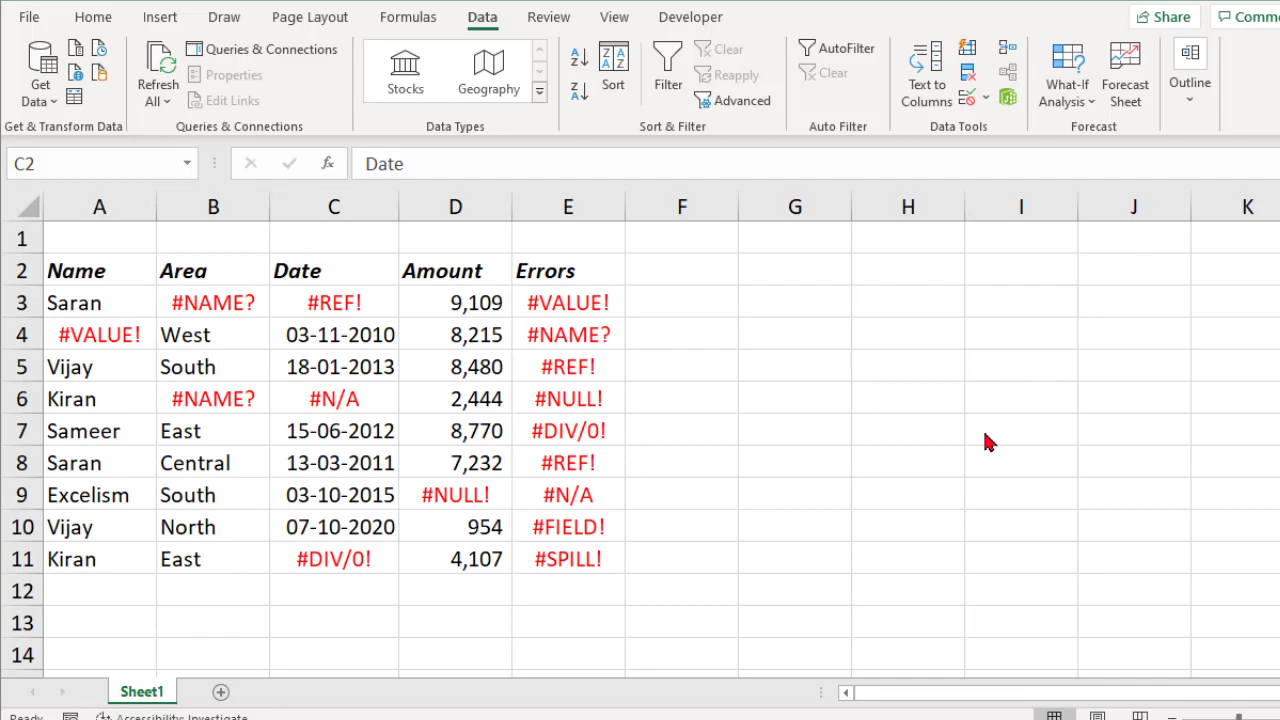 File Home Insert Draw Page Layout Formulas Data Review View Developer Share Comm
Queries & Connections Clear AutoFilter
Properties Reapply Clear
Get Data Refresh All Edit Links Stocks Geography A Z Z A Sort Filter Advanced Text to Columns What-If Analysis Forecast Sheet Outline
Get & Transform Data Queries & Connections Data Types Sort & Filter Auto Filter Data Tools Forecast
C2 fx Date
A B C D E F G H I J K
1
2 Name Area Date Amount Errors
3 Saran #NAME? #REF! 9,109 #VALUE!
4 #VALUE! West 03-11-2010 8,215 #NAME?
5 Vijay South 18-01-2013 8,480 #REF!
6 Kiran #NAME? #N/A 2,444 #NULL!
7 Sameer East 15-06-2012 8,770 #DIV/0!
8 Saran Central 13-03-2011 7,232 #REF!
9 Excelism South 03-10-2015 #NULL! #N/A
10 Vijay North 07-10-2020 954 #FIELD!
11 Kiran East #DIV/0! 4,107 #SPILL!
12
13
14
Sheet1
Ready Accessibility: Investigate